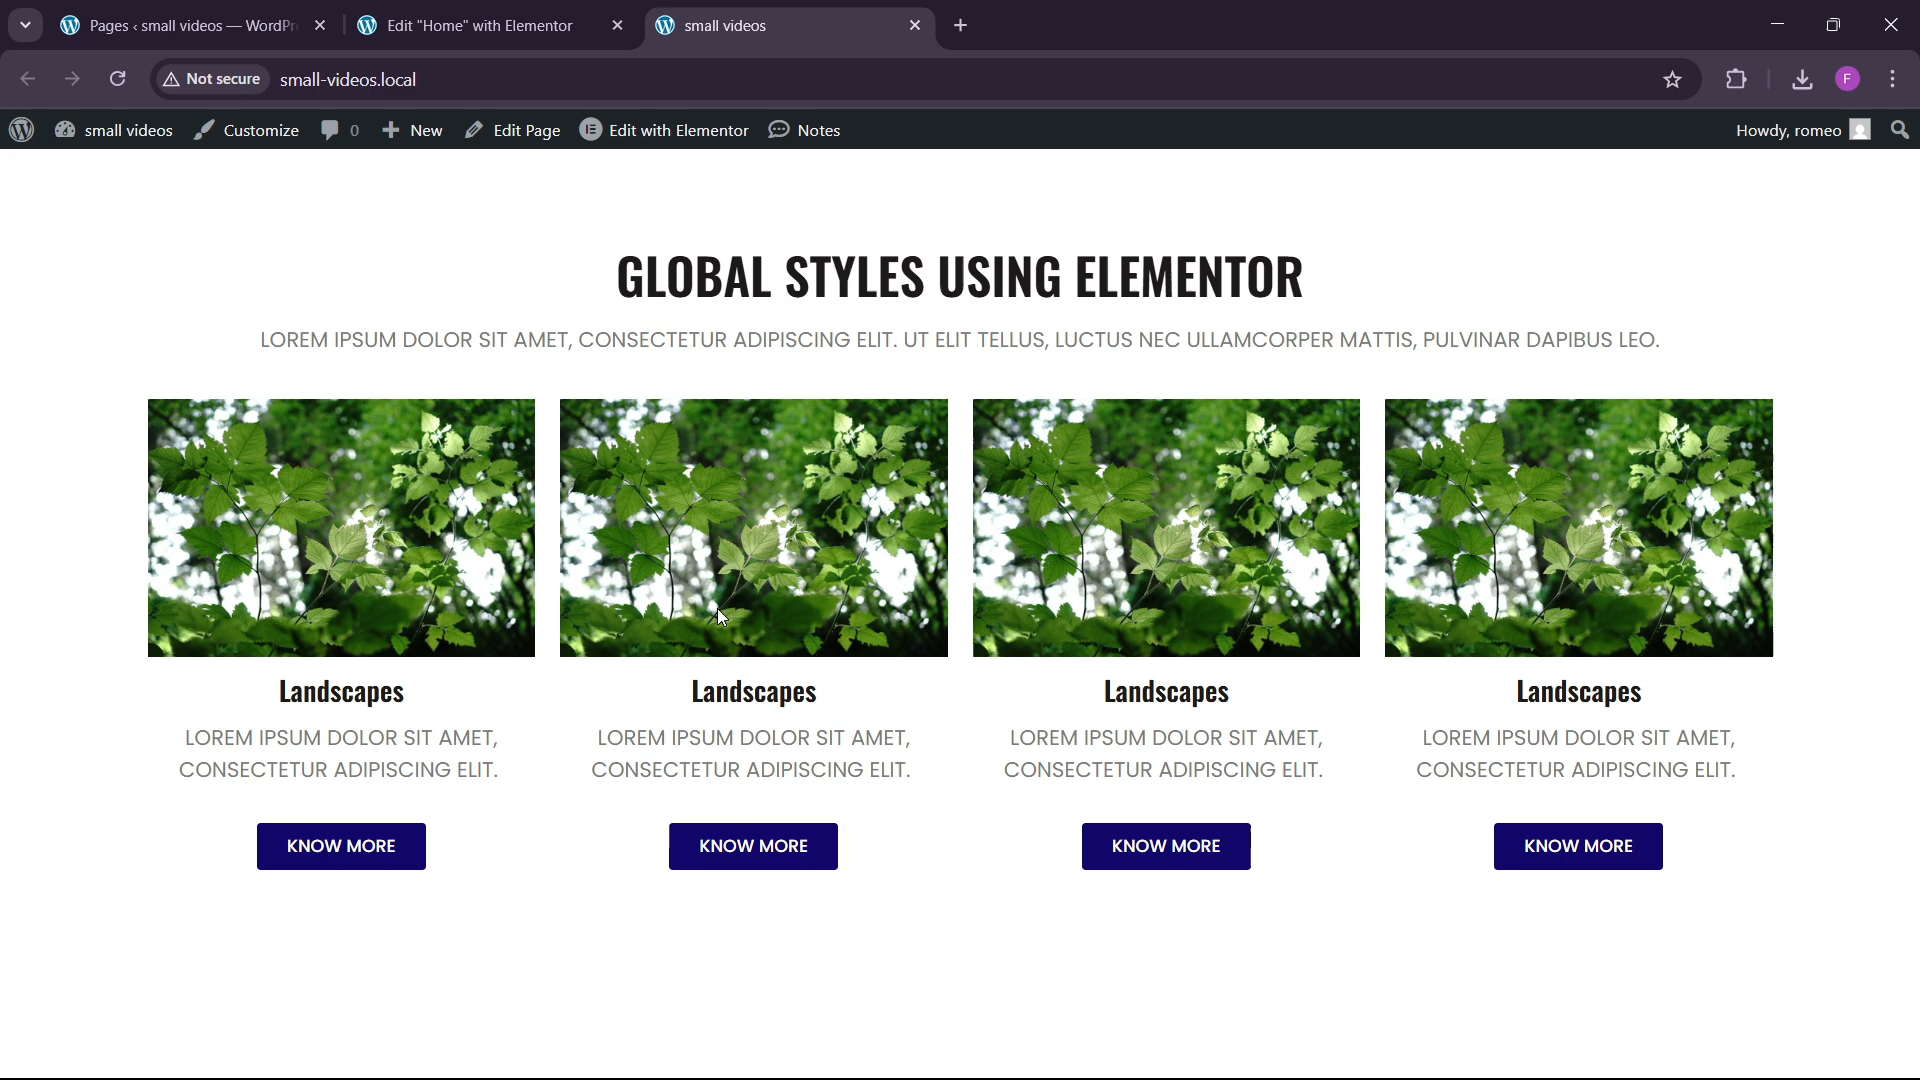 Pages ‹ small videos — WordPr
Edit "Home" with Elementor
small videos
Not secure
small-videos.local
F
small videos
Customize
0
New
Edit Page
Edit with Elementor
Notes
Howdy, romeo
GLOBAL STYLES USING ELEMENTOR
LOREM IPSUM DOLOR SIT AMET, CONSECTETUR ADIPISCING ELIT. UT ELIT TELLUS, LUCTUS NEC ULLAMCORPER MATTIS, PULVINAR DAPIBUS LEO.
Landscapes
LOREM IPSUM DOLOR SIT AMET,
CONSECTETUR ADIPISCING ELIT.
KNOW MORE
Landscapes
LOREM IPSUM DOLOR SIT AMET,
CONSECTETUR ADIPISCING ELIT.
KNOW MORE
Landscapes
LOREM IPSUM DOLOR SIT AMET,
CONSECTETUR ADIPISCING ELIT.
KNOW MORE
Landscapes
LOREM IPSUM DOLOR SIT AMET,
CONSECTETUR ADIPISCING ELIT.
KNOW MORE